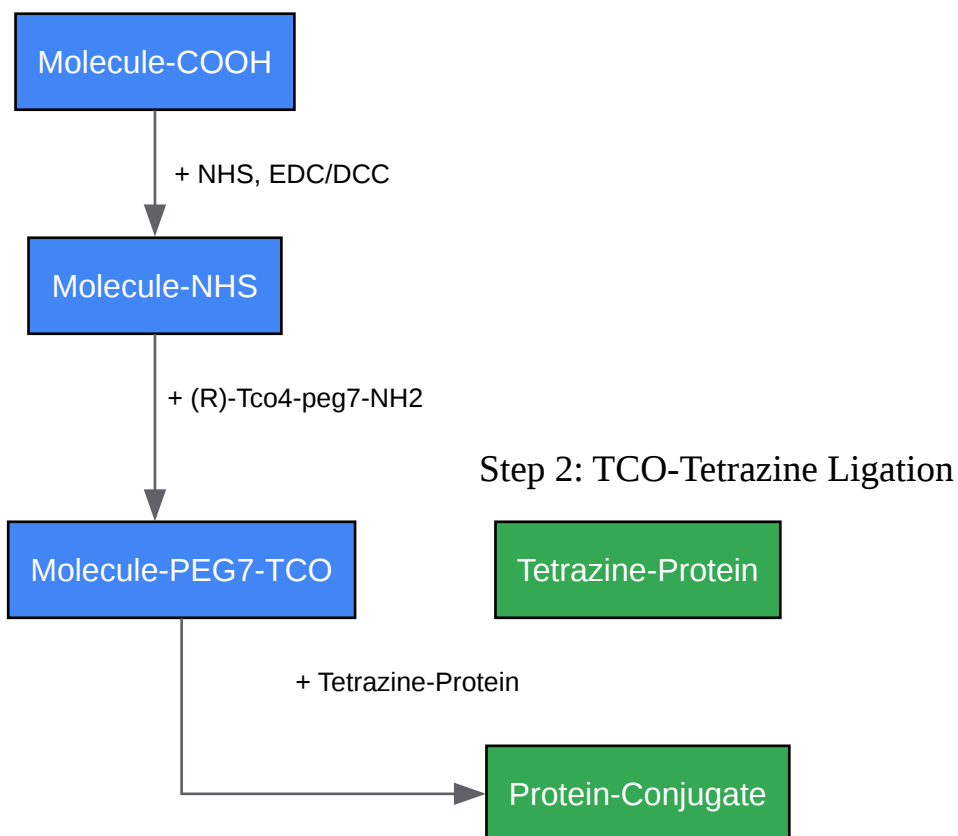 Molecule-COOH
+ NHS, EDC/DCC
Molecule-NHS
+ (R)-Tco4-peg7-NH2
Step 2: TCO-Tetrazine Ligation
Molecule-PEG7-TCO
Tetrazine-Protein
+ Tetrazine-Protein
Protein-Conjugate